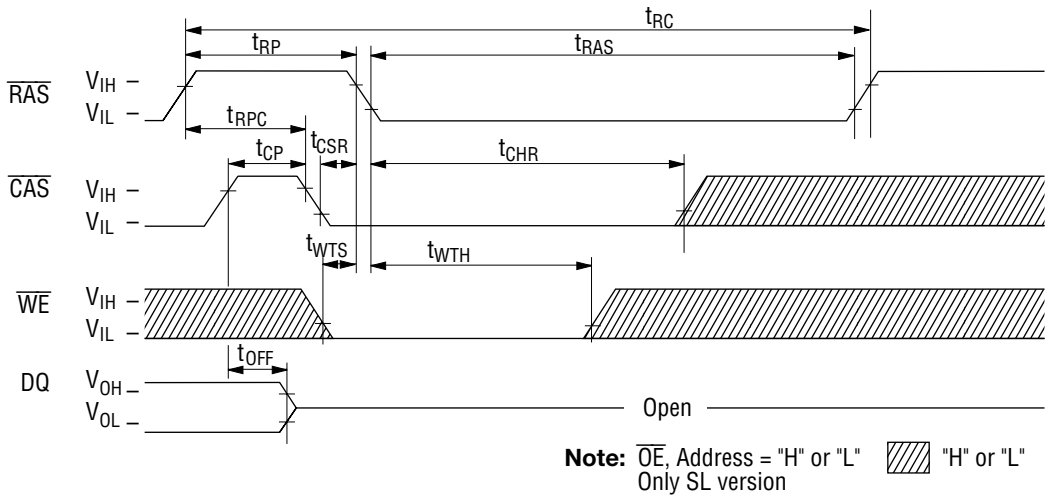 tRC
tRP
tRAS
RAS
VIH
VIL
tRPC
tCP
tCSR
tCHR
CAS
VIH
VIL
tWTS
tWTH
WE
VIH
VIL
tOFF
DQ
VOH
VOL
Open
Note: OE, Address = "H" or "L" "H" or "L"
Only SL version